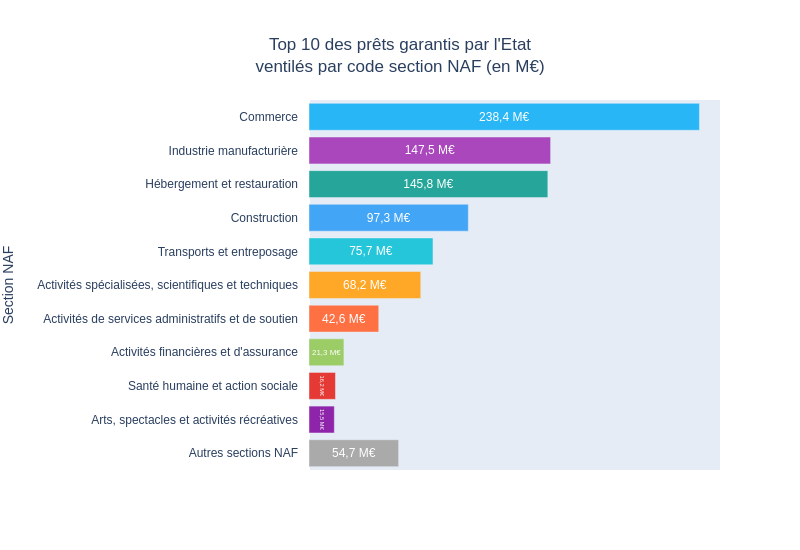 Top 10 des prêts garantis par l'Etat
ventilés par code section NAF (en M€)
Section NAF
Commerce 238,4 M€
Industrie manufacturière 147,5 M€
Hébergement et restauration 145,8 M€
Construction 97,3 M€
Transports et entreposage 75,7 M€
Activités spécialisées, scientifiques et techniques 68,2 M€
Activités de services administratifs et de soutien 42,6 M€
Activités financières et d'assurance 21,3 M€
Santé humaine et action sociale M€
Arts, spectacles et activités récréatives M€
Autres sections NAF 54,7 M€